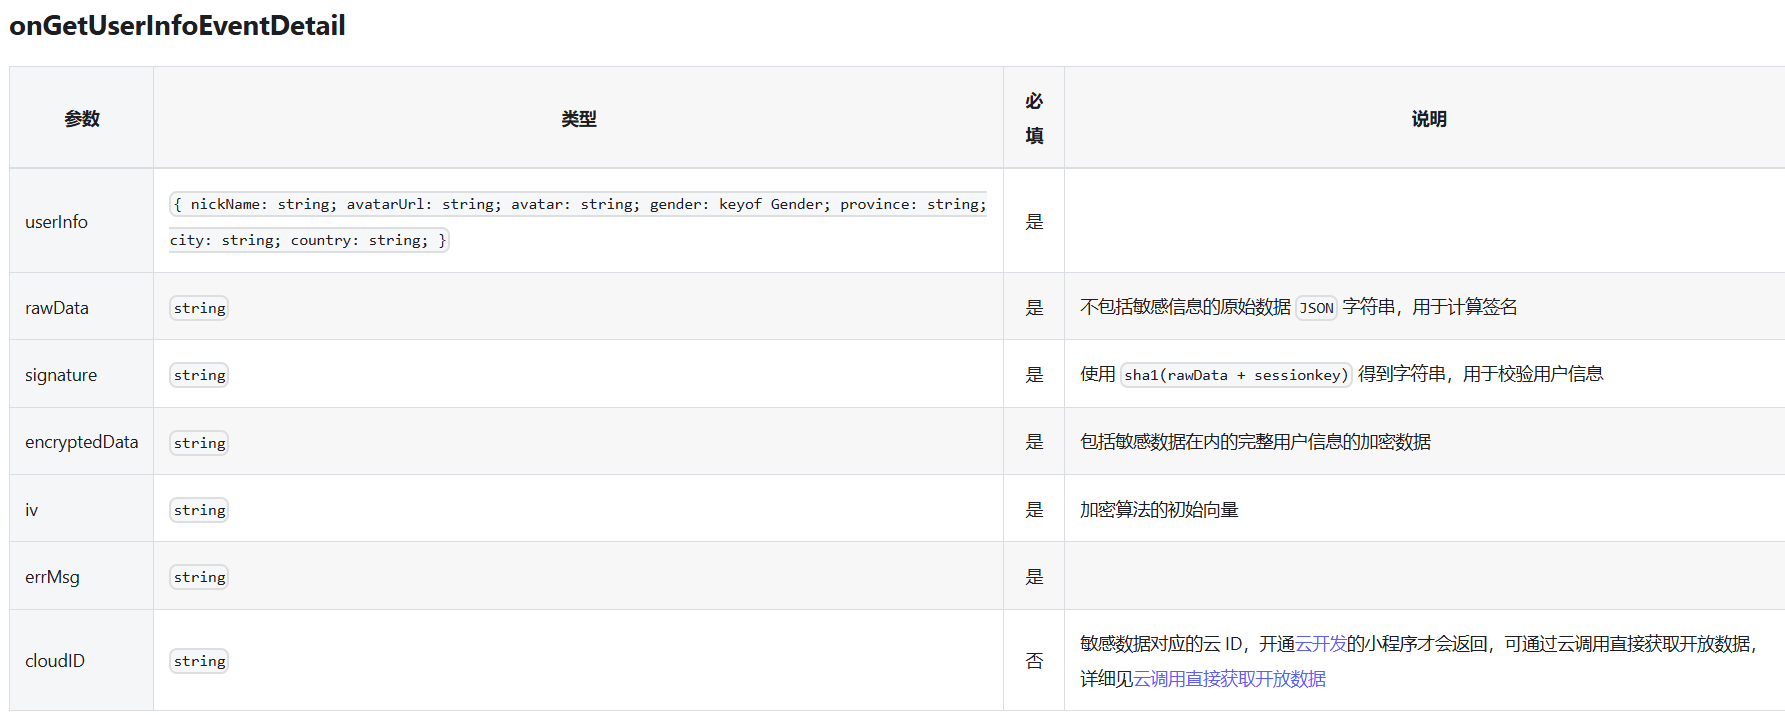 onGetUserInfoEventDetail
参数 类型 必填 说明
userInfo { nickName: string; avatarUrl: string; avatar: string; gender: keyof Gender; province: string; 是
city: string; country: string; }
rawData string 是 不包括敏感信息的原始数据 JSON 字符串，用于计算签名
signature string 是 使用 sha1(rawData + sessionkey) 得到字符串，用于校验用户信息
encryptedData string 是 包括敏感数据在内的完整用户信息的加密数据
iv string 是 加密算法的初始向量
errMsg string 是
cloudID string 否 敏感数据对应的云 ID，开通云开发的小程序才会返回，可通过云调用直接获取开放数据，
详细见云调用直接获取开放数据